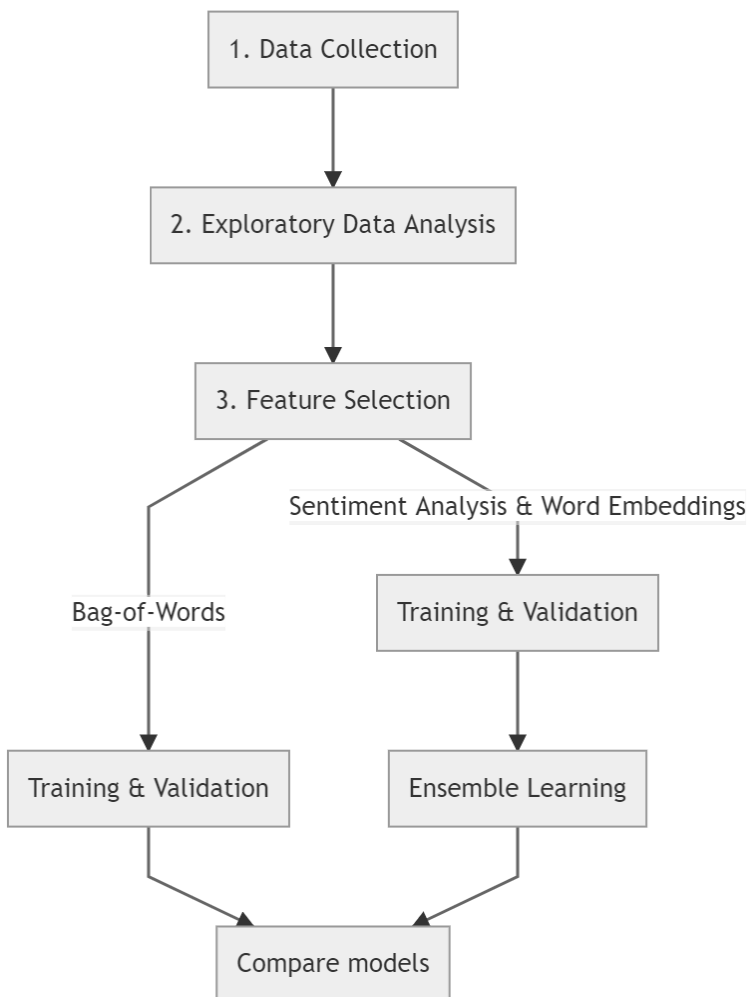 1. Data Collection
2. Exploratory Data Analysis
3. Feature Selection
Sentiment Analysis & Word Embeddings
Bag-of-Words
Training & Validation
Training & Validation
Ensemble Learning
Compare models